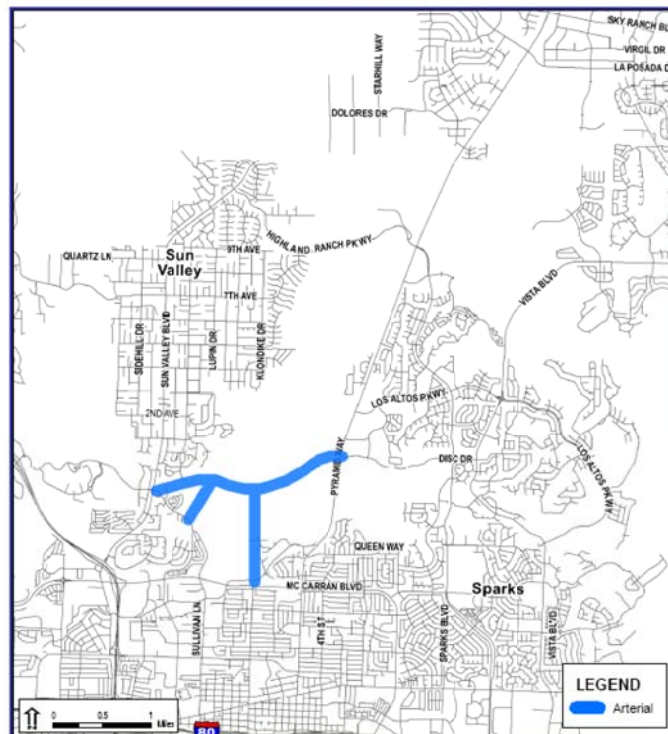 SKY RANCH BL
VIRGIL DR
LA POSADA D
STARHILL WAY
DOLORES DR
HIGHLAND RANCH PKWY
9TH AVE
QUARTZ LN
Sun
Valley
7TH AVE
VISTA BLVD
SIDEHILL DR
SUN VALLEY BLVD
LUPIN DR
KLONDIKE DR
LOS ALTOS PKWY
2ND AVE
PYRAMID WAY
DISC DR
LOS ALTOS PKWY
QUEEN WAY
MC CARRAN BLVD
Sparks
SULLIVAN LN
4TH ST
SPARKS BLVD
VISTA BLVD
LEGEND
Arterial
0 0.5 1
Miles
80